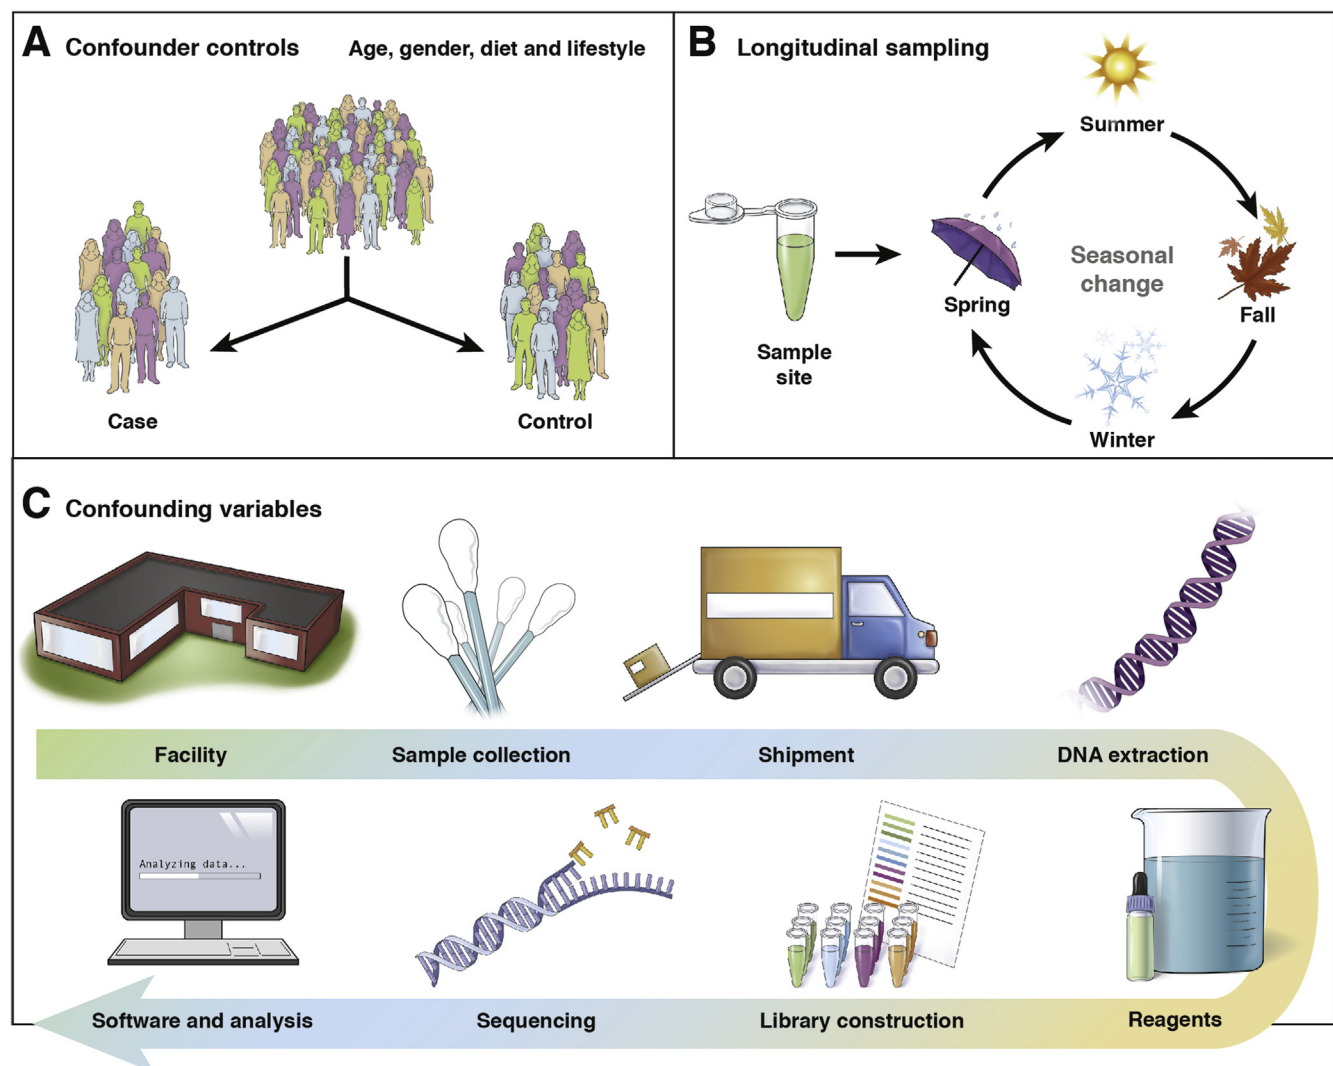 A Confounder controls Age, gender, diet and lifestyle
Case
Control
B Longitudinal sampling
Summer
Seasonal
change
Spring
Fall
Sample
site
Winter
C Confounding variables
Facility Sample collection Shipment DNA extraction
Analyzing data...
Software and analysis Sequencing Library construction Reagents